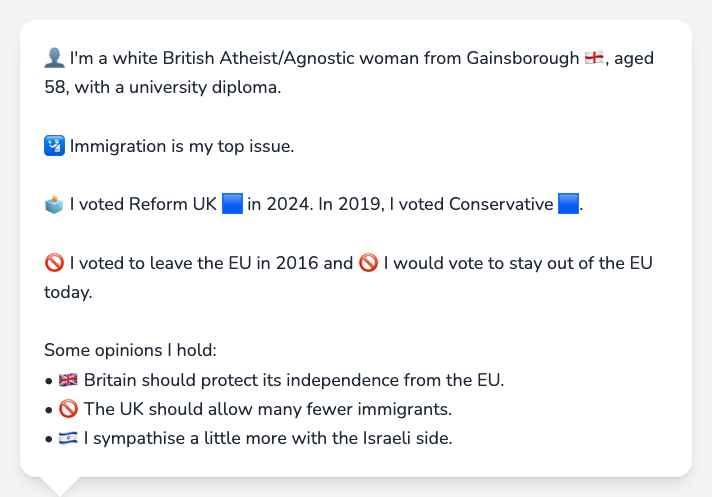 👤 I'm a white British Atheist/Agnostic woman from Gainsborough 🏴󠁧󠁢󠁥󠁮󠁧󠁿, aged
58, with a university diploma.
🛂 Immigration is my top issue.
🗳️ I voted Reform UK 🟦 in 2024. In 2019, I voted Conservative 🟦.
🚫 I voted to leave the EU in 2016 and 🚫 I would vote to stay out of the EU
today.
Some opinions I hold:
• 🇬🇧 Britain should protect its independence from the EU.
• 🚫 The UK should allow many fewer immigrants.
• 🇮🇱 I sympathise a little more with the Israeli side.